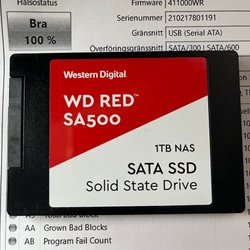 Hälsostatus
Bra
100 %
Firmware 411000WR
Serienummer 210217801191
Gränssnitt USB (Serial ATA)
Överföringsgränssnitt SATA/300 | SATA/600
Western Digital
WD RED™
SA500
1TB NAS
SATA SSD
Solid State Drive
AA Grown Bad Blocks
AB Program Fail Count